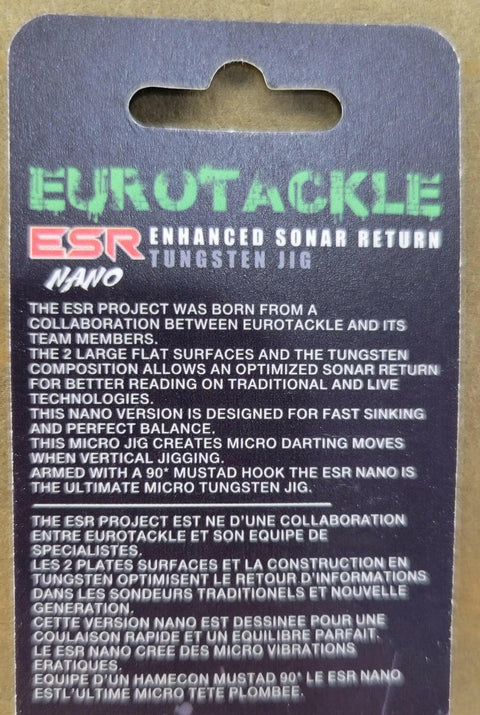 EUROTACKLE
ESR ENHANCED SONAR RETURN
NANO TUNGSTEN JIG
THE ESR PROJECT WAS BORN FROM A
COLLABORATION BETWEEN EUROTACKLE AND ITS
TEAM MEMBERS.
THE 2 LARGE FLAT SURFACES AND THE TUNGSTEN
COMPOSITION ALLOWS AN OPTIMIZED SONAR RETURN
FOR BETTER READING ON TRADITIONAL AND LIVE
TECHNOLOGIES.
THIS NANO VERSION IS DESIGNED FOR FAST SINKING
AND PERFECT BALANCE.
THIS MICRO JIG CREATES MICRO DARTING MOVES
WHEN VERTICAL JIGGING.
ARMED WITH A 90* MUSTAD HOOK THE ESR NANO IS
THE ULTIMATE MICRO TUNGSTEN JIG.
THE ESR PROJECT EST NE D'UNE COLLABORATION
ENTRE EUROTACKLE ET SON EQUIPE DE
SPECIALISTES.
LES 2 PLATES SURFACES ET LA CONSTRUCTION EN
TUNGSTEN OPTIMISENT LE RETOUR D'INFORMATIONS
DANS LES SONDEURS TRADITIONELS ET NOUVELLE
GENERATION.
CETTE VERSION NANO EST DESSINEE POUR UNE
COULAISON RAPIDE ET UN EQUILIBRE PARFAIT.
LE ESR NANO CREE DES MICRO VIBRATIONS
ERATIQUES.
EQUIPE D'UN HAMECON MUSTAD 90* LE ESR NANO
ESTL'ULTIME MICRO TETE PLOMBEE.